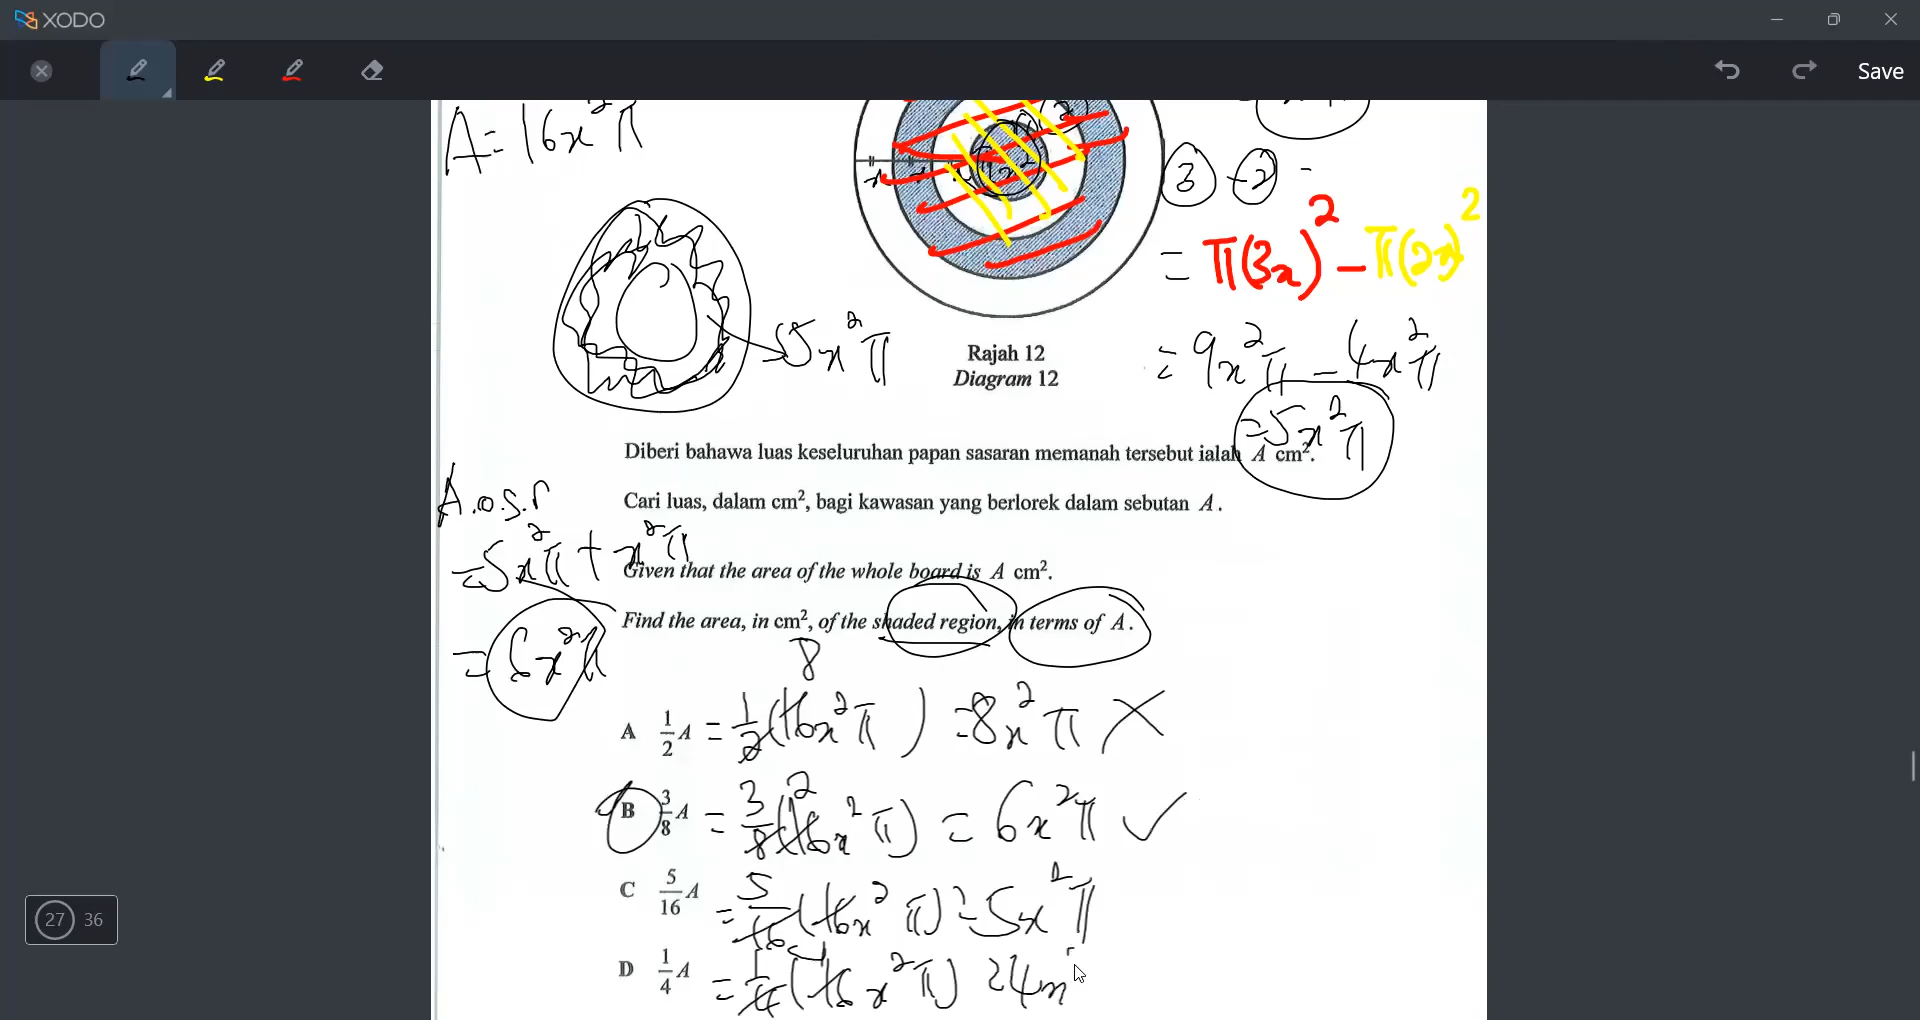 XODO
Save
A = 16x²π
3 - 2 =
= π(3x)² - π(2x)²
= 5x²π
Rajah 12
Diagram 12
= 9x²π - 4x²π
= 5x²π
Diberi bahawa luas keseluruhan papan sasaran memanah tersebut ialah A cm².
Cari luas, dalam cm², bagi kawasan yang berlorek dalam sebutan A.
A.o.s.r
= 5x²π + x²π
Given that the area of the whole board is A cm².
Find the area, in cm², of the shaded region, in terms of A.
= 6x²π
8
A 1/2 A = 1/2 (16x²π) = 8x²π ✗
B 3/8 A = 3/8 (16x²π) = 6x²π ✓
C 5/16 A = 5/16 (16x²π) = 5x²π
D 1/4 A = 1/4 (16x²π) = 4x
27 36